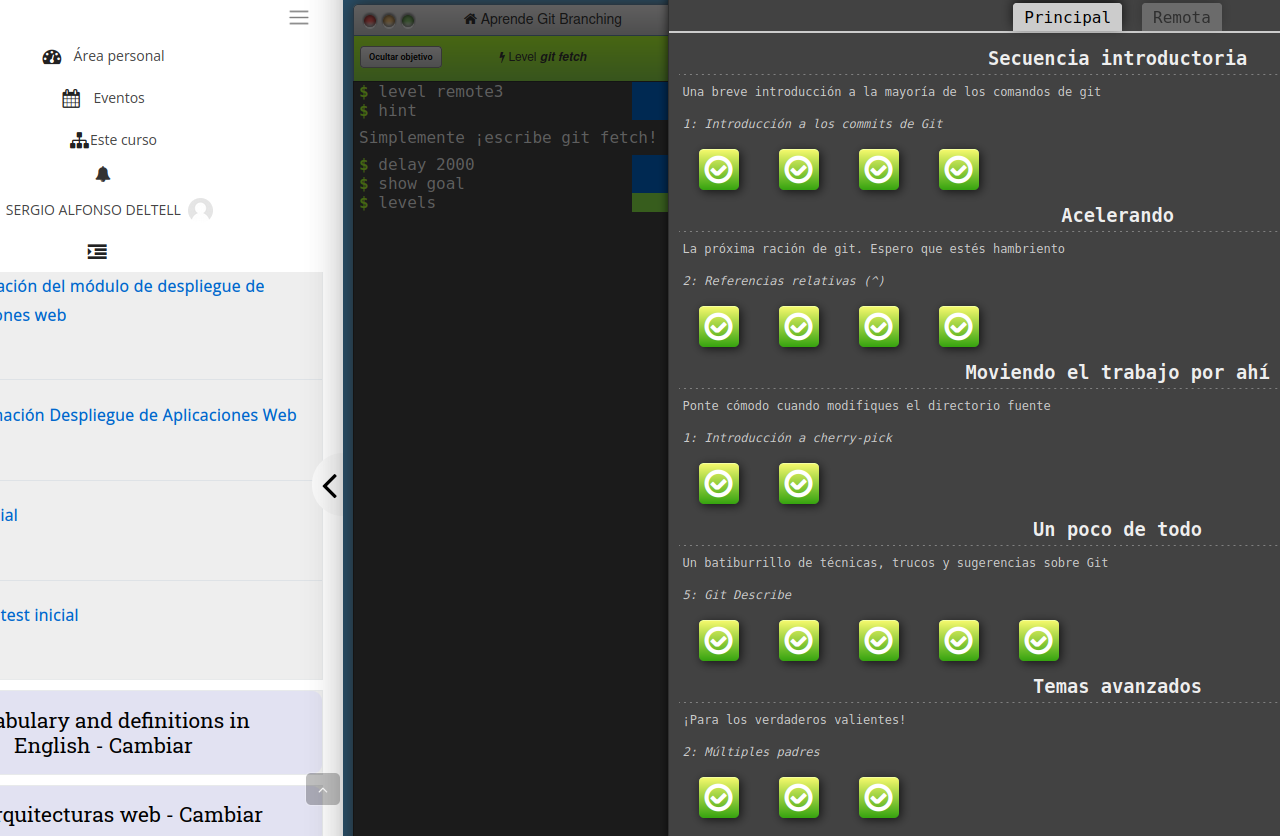 Área personal
Eventos
Este curso
SERGIO ALFONSO DELTELL
ación del módulo de despliegue de
ones web
nación Despliegue de Aplicaciones Web
ial
test inicial
abulary and definitions in
English - Cambiar
rquitecturas web - Cambiar
Aprende Git Branching
Ocultar objetivo
Level git fetch
$ level remote3
$ hint
Simplemente ¡escribe git fetch!
$ delay 2000
$ show goal
$ levels
Principal
Remota
Secuencia introductoria
Una breve introducción a la mayoría de los comandos de git
1: Introducción a los commits de Git
Acelerando
La próxima ración de git. Espero que estés hambriento
2: Referencias relativas (^)
Moviendo el trabajo por ahí
Ponte cómodo cuando modifiques el directorio fuente
1: Introducción a cherry-pick
Un poco de todo
Un batiburrillo de técnicas, trucos y sugerencias sobre Git
5: Git Describe
Temas avanzados
¡Para los verdaderos valientes!
2: Múltiples padres